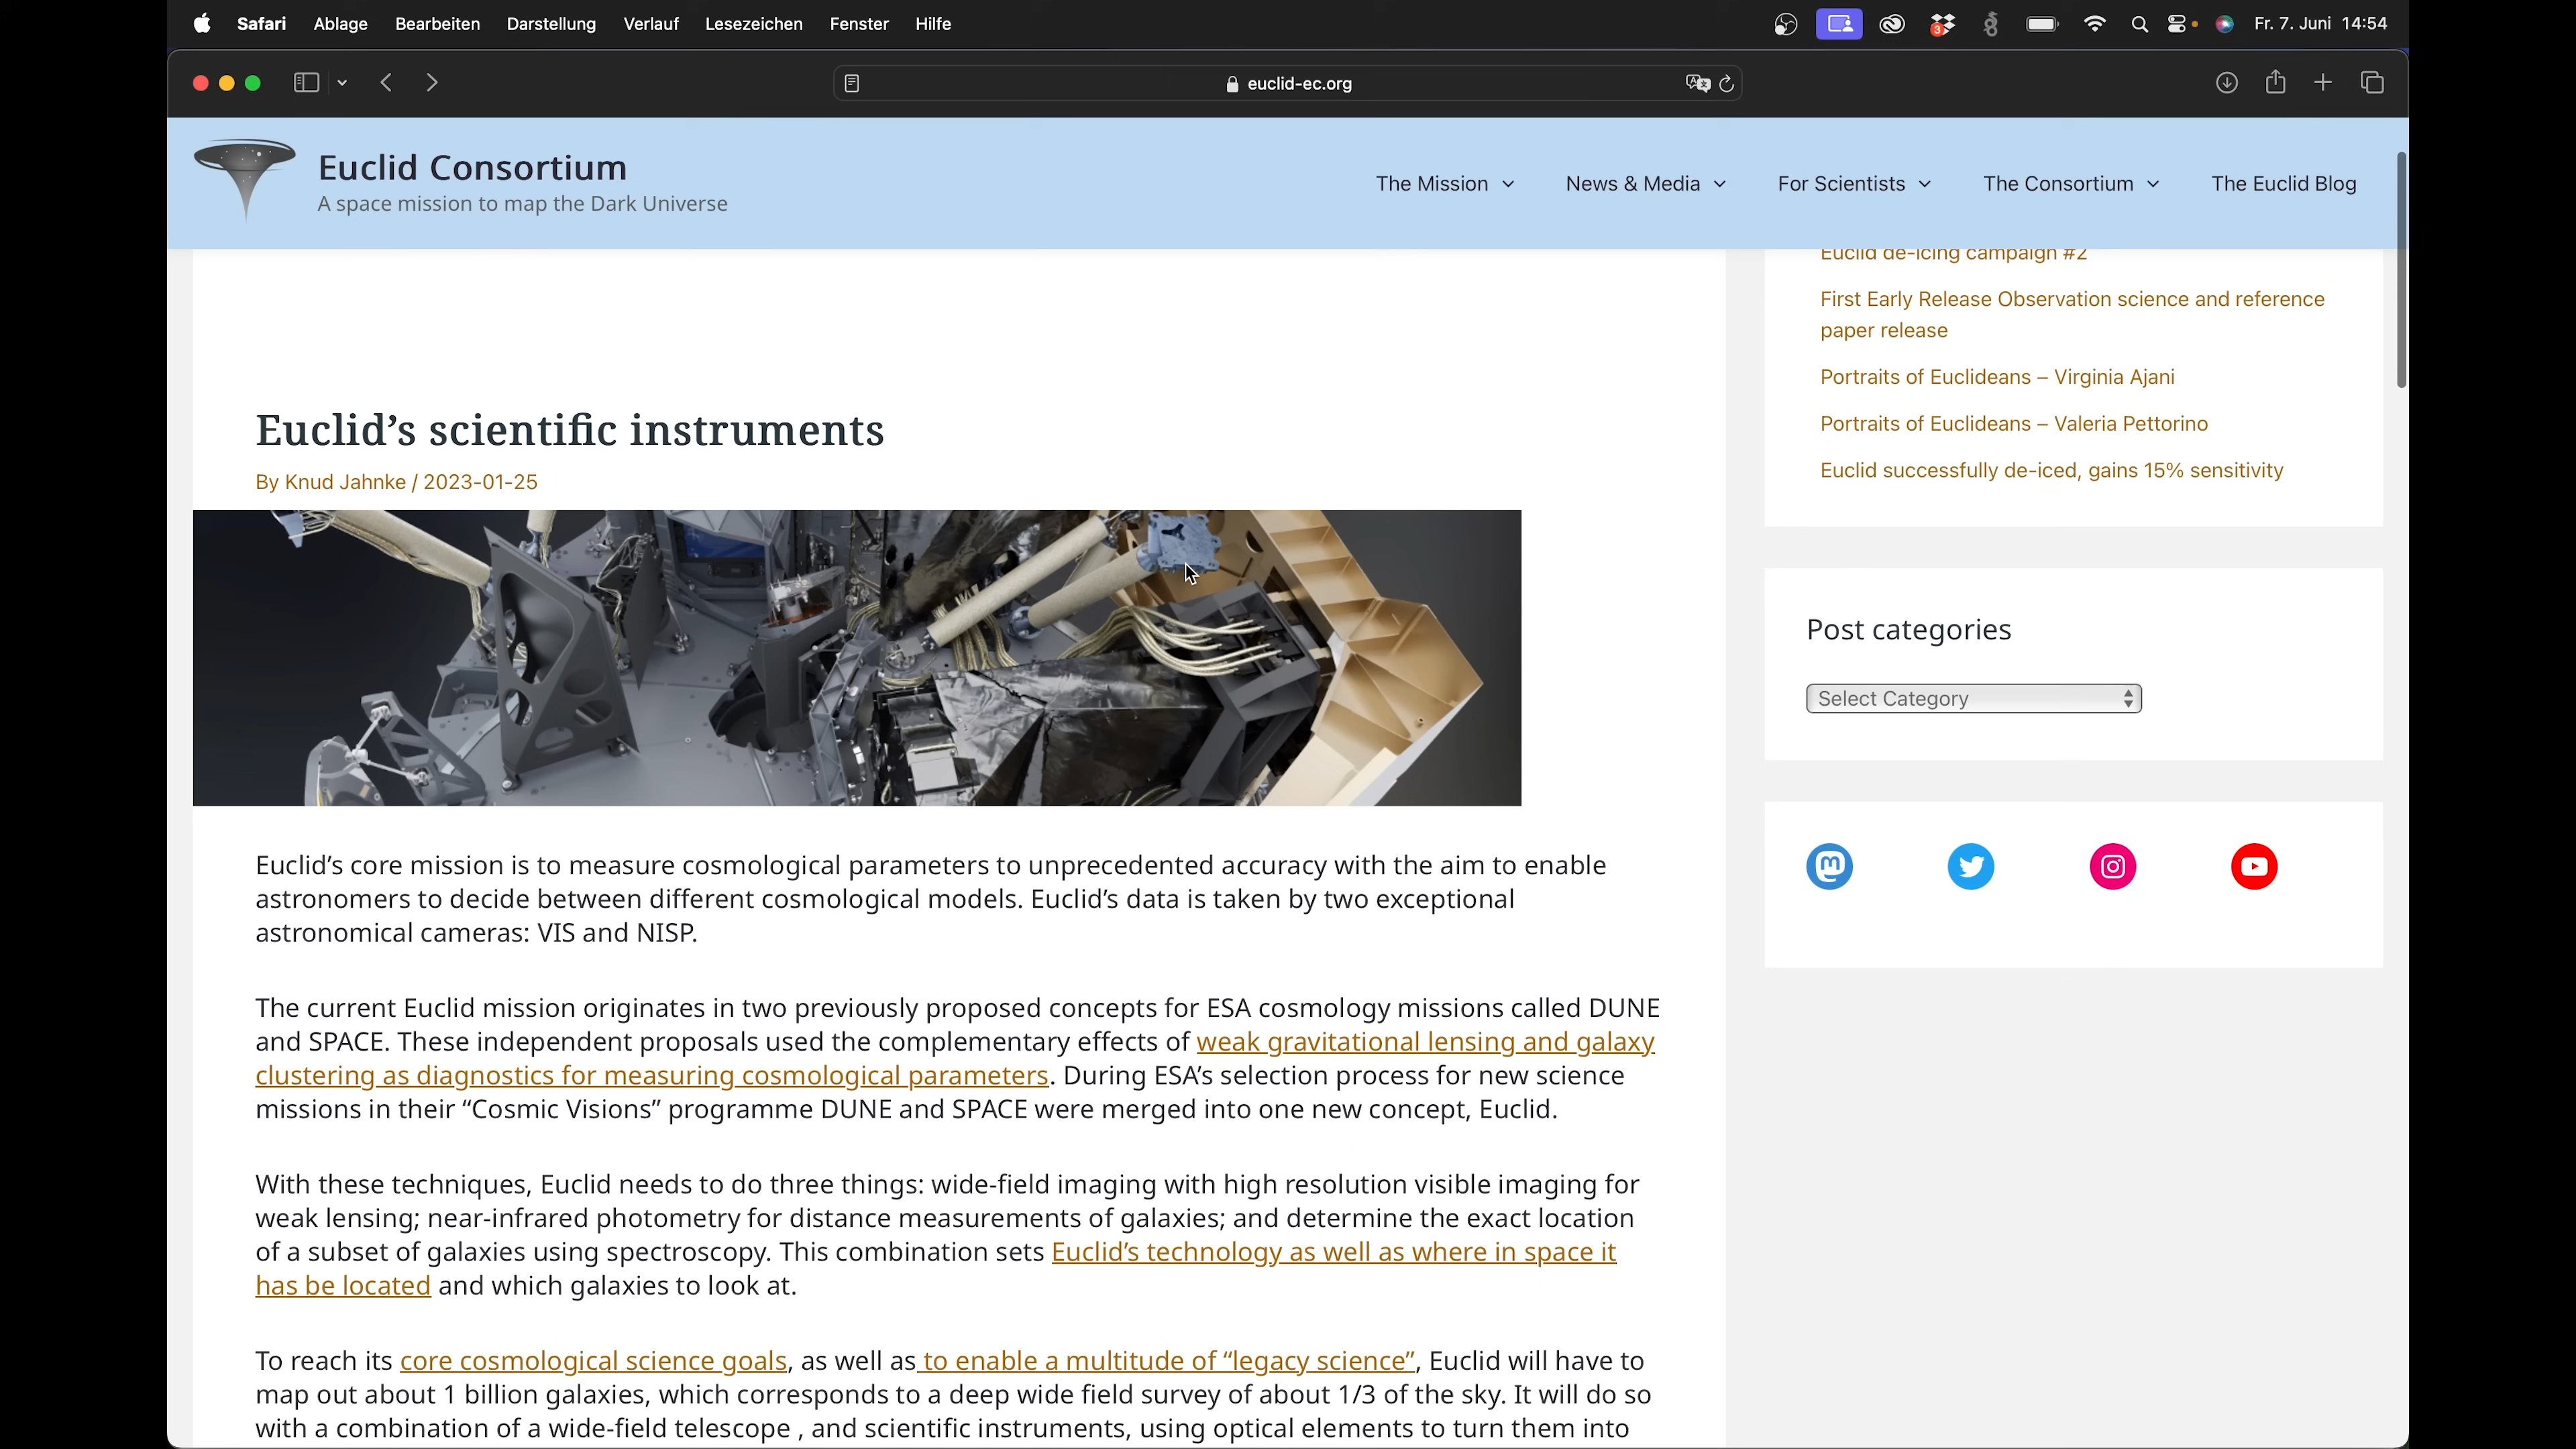 Safari Ablage Bearbeiten Darstellung Verlauf Lesezeichen Fenster Hilfe
3
Fr. 7. Juni 14:54
euclid-ec.org
Euclid Consortium
A space mission to map the Dark Universe
The Mission
News & Media
For Scientists
The Consortium
The Euclid Blog
Euclid's scientific instruments
By Knud Jahnke / 2023-01-25
Euclid’s core mission is to measure cosmological parameters to unprecedented accuracy with the aim to enable
astronomers to decide between different cosmological models. Euclid’s data is taken by two exceptional
astronomical cameras: VIS and NISP.
The current Euclid mission originates in two previously proposed concepts for ESA cosmology missions called DUNE
and SPACE. These independent proposals used the complementary effects of weak gravitational lensing and galaxy
clustering as diagnostics for measuring cosmological parameters. During ESA’s selection process for new science
missions in their “Cosmic Visions” programme DUNE and SPACE were merged into one new concept, Euclid.
With these techniques, Euclid needs to do three things: wide-field imaging with high resolution visible imaging for
weak lensing; near-infrared photometry for distance measurements of galaxies; and determine the exact location
of a subset of galaxies using spectroscopy. This combination sets Euclid’s technology as well as where in space it
has be located and which galaxies to look at.
To reach its core cosmological science goals, as well as to enable a multitude of “legacy science”, Euclid will have to
map out about 1 billion galaxies, which corresponds to a deep wide field survey of about 1/3 of the sky. It will do so
with a combination of a wide-field telescope , and scientific instruments, using optical elements to turn them into
Euclid de-icing campaign #2
First Early Release Observation science and reference
paper release
Portraits of Euclideans – Virginia Ajani
Portraits of Euclideans – Valeria Pettorino
Euclid successfully de-iced, gains 15% sensitivity
Post categories
Select Category